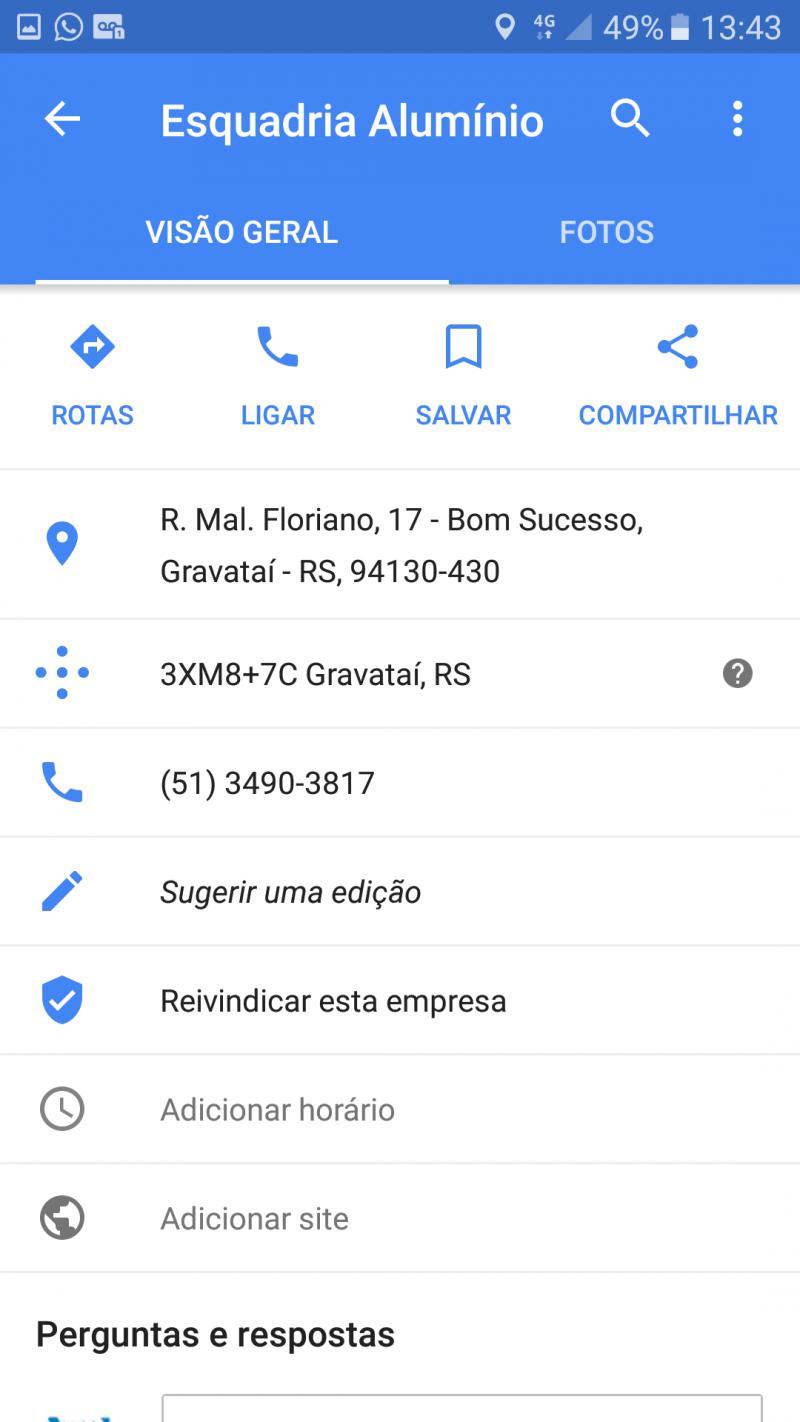 4G 49% 13:43
Esquadria Alumínio
VISÃO GERAL FOTOS
ROTAS LIGAR SALVAR COMPARTILHAR
R. Mal. Floriano, 17 - Bom Sucesso,
Gravataí - RS, 94130-430
3XM8+7C Gravataí, RS
(51) 3490-3817
Sugerir uma edição
Reivindicar esta empresa
Adicionar horário
Adicionar site
Perguntas e respostas